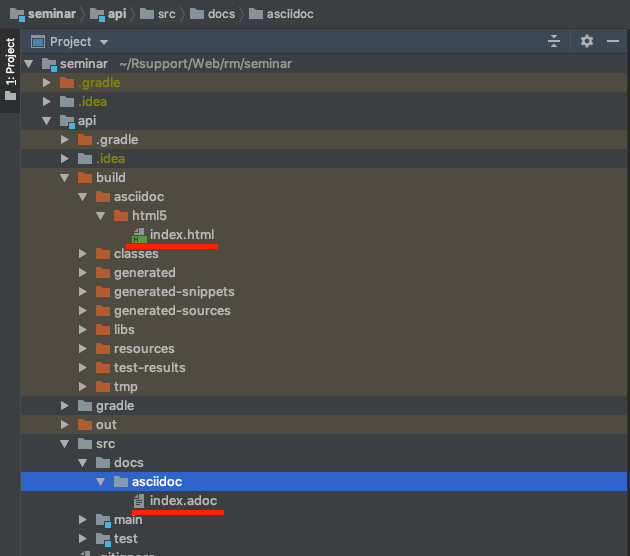 seminar api src docs asciidoc
1: Project
Project
seminar ~/Rsupport/Web/rm/seminar
.gradle
.idea
api
.gradle
.idea
build
asciidoc
html5
index.html
classes
generated
generated-snippets
generated-sources
libs
resources
test-results
tmp
gradle
out
src
docs
asciidoc
index.adoc
main
test
.gitignore